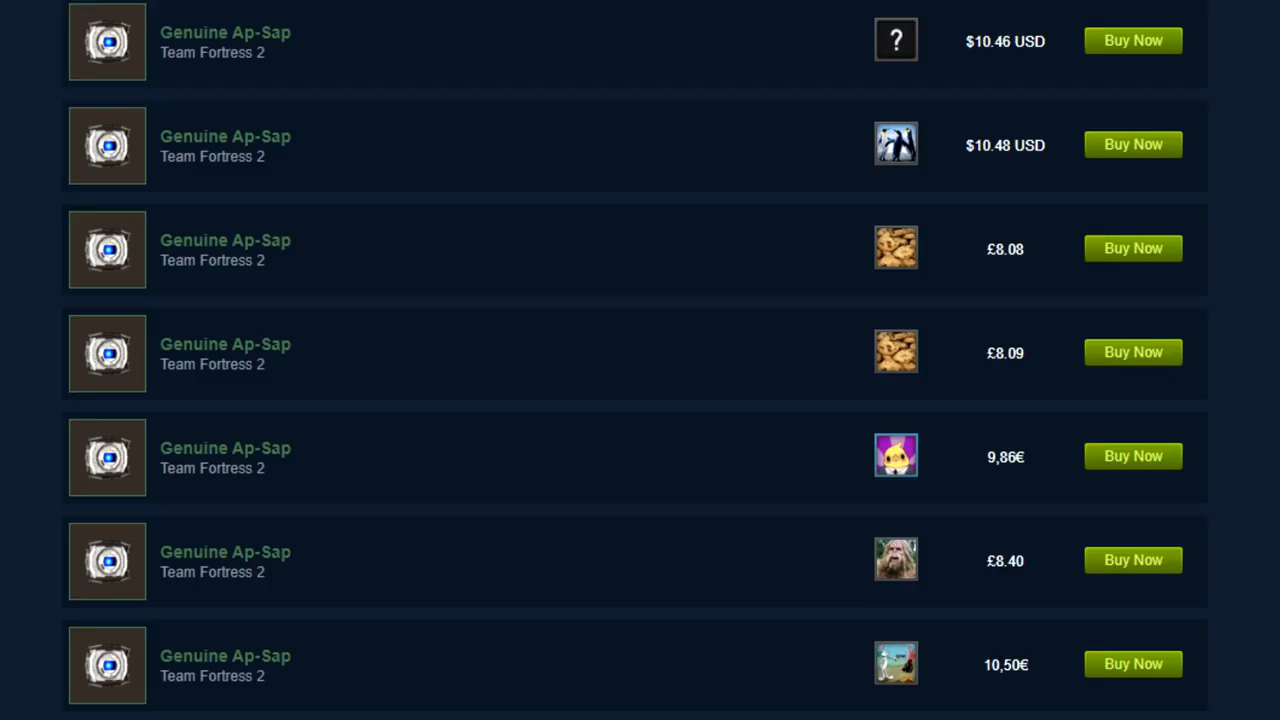 Genuine Ap-Sap
Team Fortress 2
?
$10.46 USD
Buy Now
Genuine Ap-Sap
Team Fortress 2
$10.48 USD
Buy Now
Genuine Ap-Sap
Team Fortress 2
£8.08
Buy Now
Genuine Ap-Sap
Team Fortress 2
£8.09
Buy Now
Genuine Ap-Sap
Team Fortress 2
9,86€
Buy Now
Genuine Ap-Sap
Team Fortress 2
£8.40
Buy Now
Genuine Ap-Sap
Team Fortress 2
10,50€
Buy Now